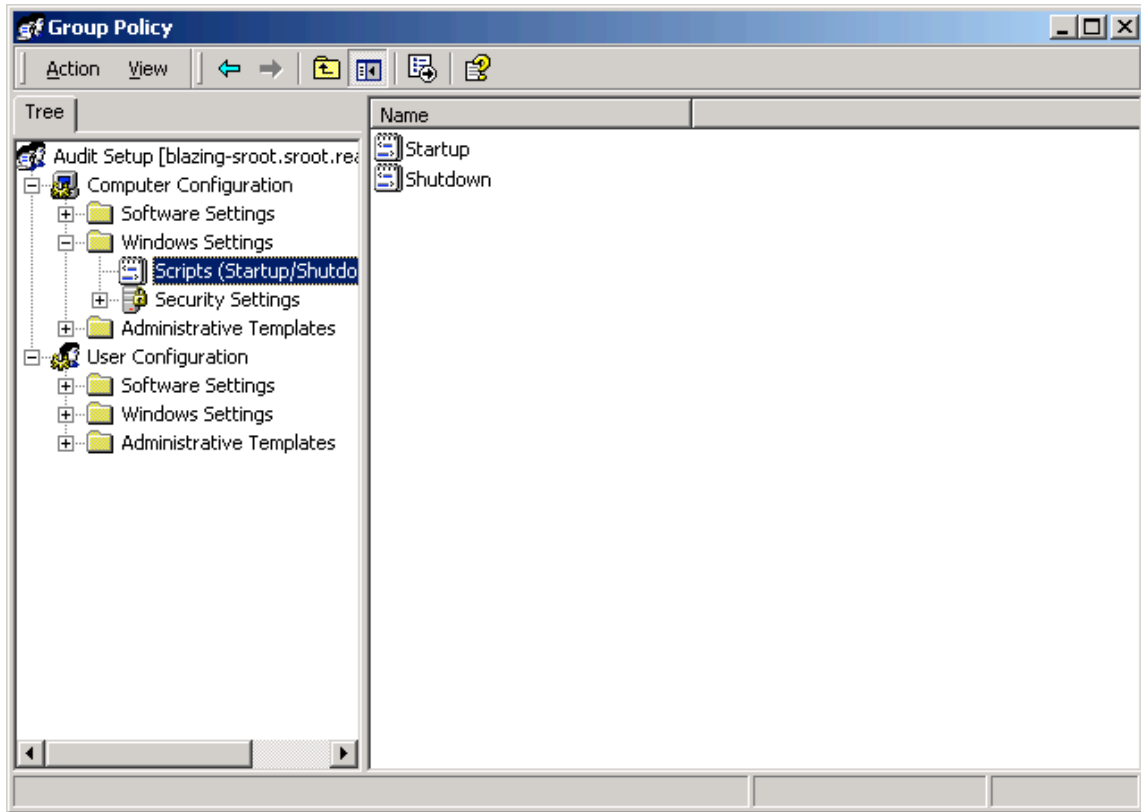 Group Policy
Action View
Tree
Name
Audit Setup [blazing-sroot.sroot.rea
Computer Configuration
Software Settings
Windows Settings
Scripts (Startup/Shutdo
Security Settings
Administrative Templates
User Configuration
Software Settings
Windows Settings
Administrative Templates
Startup
Shutdown